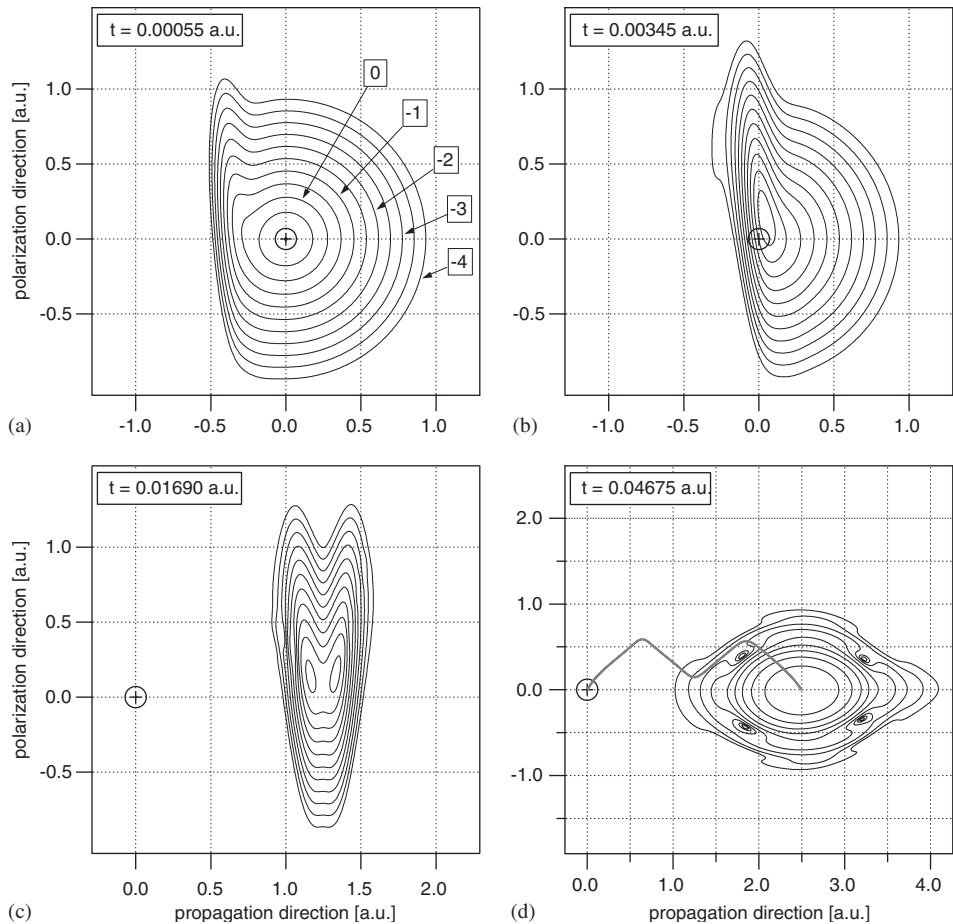 t = 0.00055 a.u.
t = 0.00345 a.u.
polarization direction [a.u.]
1.0
0.5
0.0
-0.5
0
-1
-2
-3
-4
1.0
0.5
0.0
-0.5
(a)
-1.0 -0.5 0.0 0.5 1.0
(b)
-1.0 -0.5 0.0 0.5 1.0
t = 0.01690 a.u.
t = 0.04675 a.u.
polarization direction [a.u.]
1.0
0.5
0.0
-0.5
2.0
1.0
0.0
-1.0
0.0 0.5 1.0 1.5 2.0
0.0 1.0 2.0 3.0 4.0
(c)
propagation direction [a.u.]
(d)
propagation direction [a.u.]